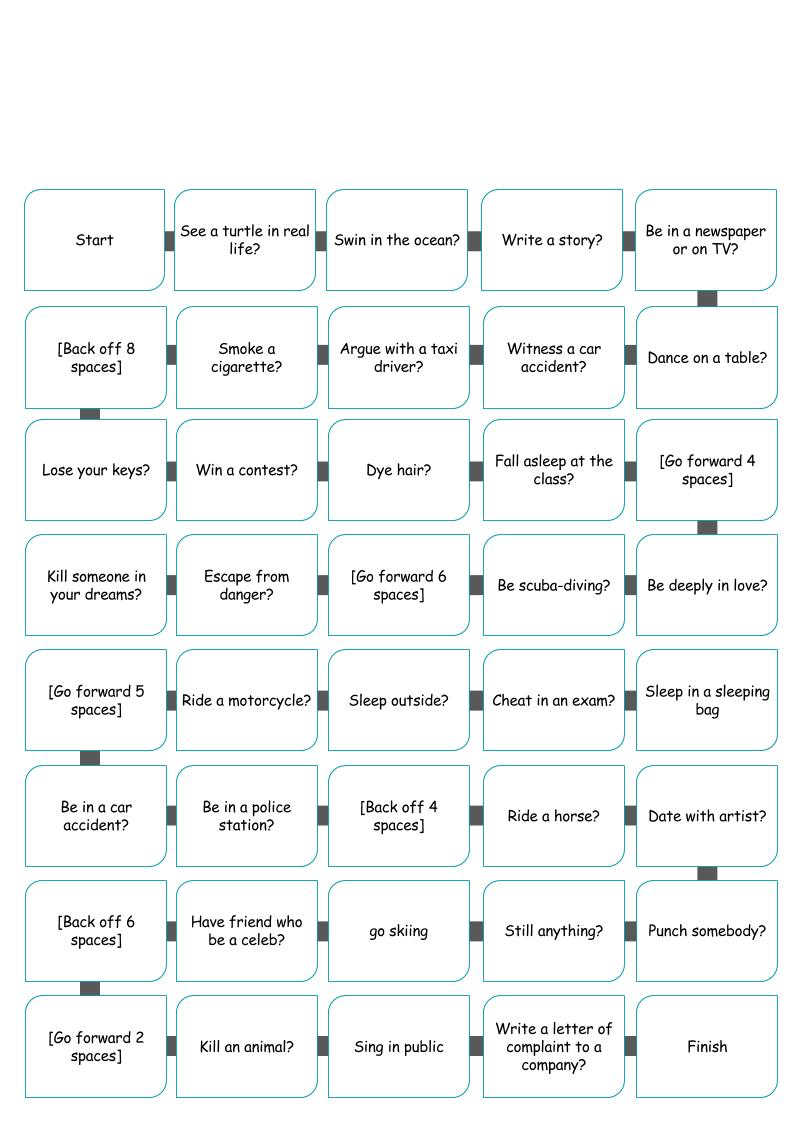 Start
See a turtle in real
life?
Swin in the ocean?
Write a story?
Be in a newspaper
or on TV?
[Back off 8
spaces]
Smoke a
cigarette?
Argue with a taxi
driver?
Witness a car
accident?
Dance on a table?
Lose your keys?
Win a contest?
Dye hair?
Fall asleep at the
class?
[Go forward 4
spaces]
Kill someone in
your dreams?
Escape from
danger?
[Go forward 6
spaces]
Be scuba-diving?
Be deeply in love?
[Go forward 5
spaces]
Ride a motorcycle?
Sleep outside?
Cheat in an exam?
Sleep in a sleeping
bag
Be in a car
accident?
Be in a police
station?
[Back off 4
spaces]
Ride a horse?
Date with artist?
[Back off 6
spaces]
Have friend who
be a celeb?
go skiing
Still anything?
Punch somebody?
[Go forward 2
spaces]
Kill an animal?
Sing in public
Write a letter of
complaint to a
company?
Finish